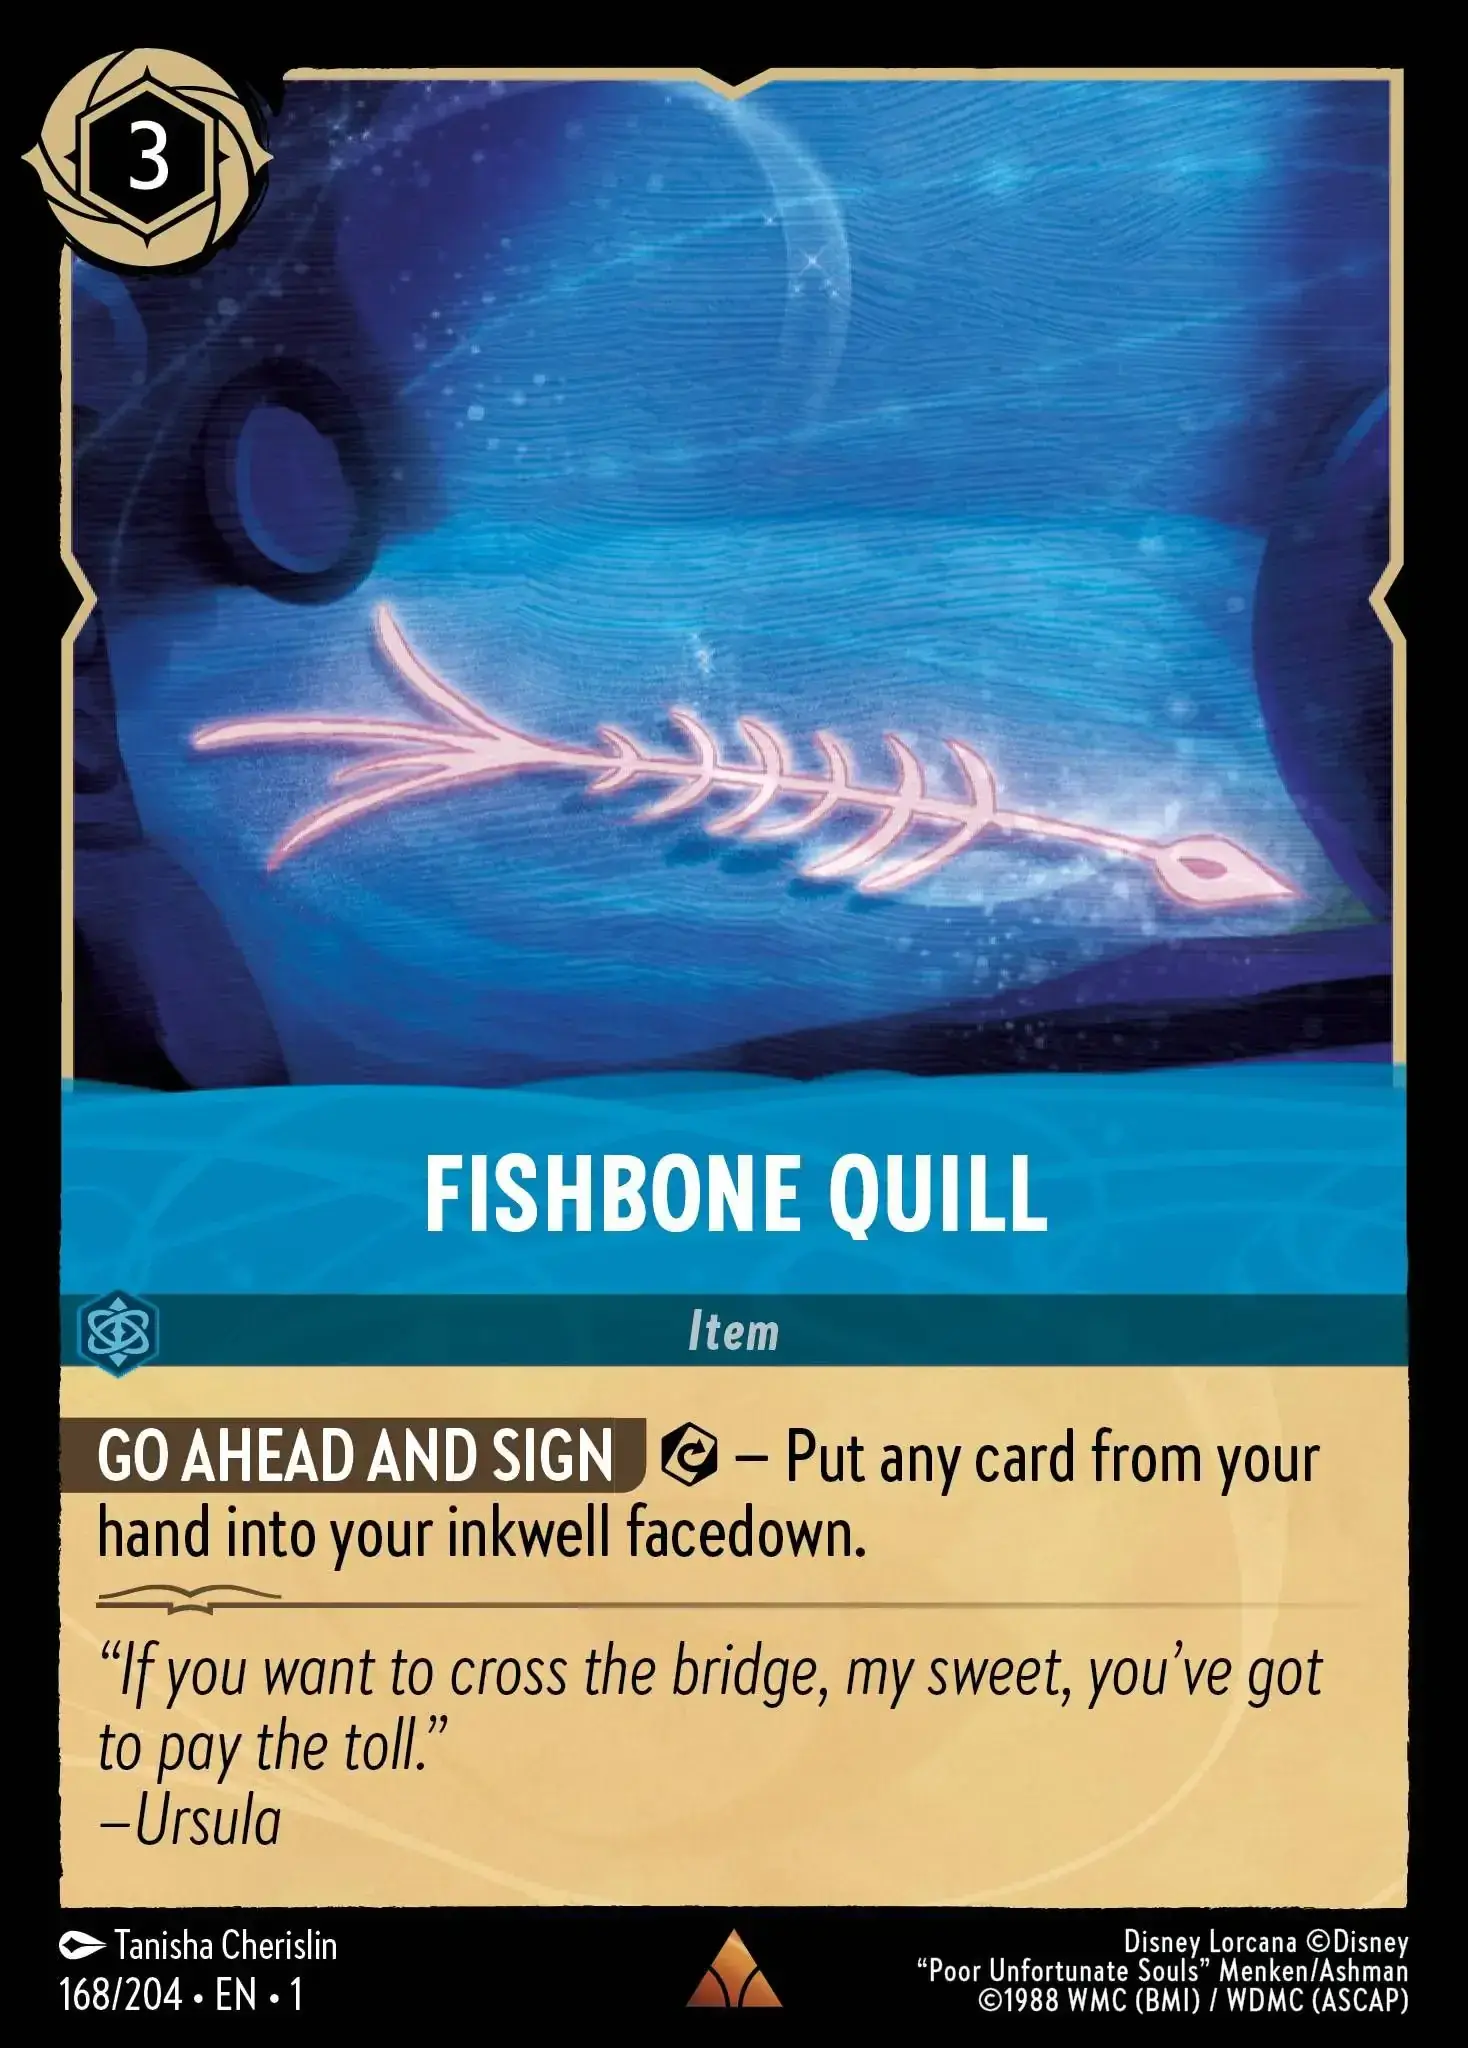 3
FISHBONE QUILL
Item
GO AHEAD AND SIGN – Put any card from your
hand into your inkwell facedown.
“If you want to cross the bridge, my sweet, you’ve got
to pay the toll.”
–Ursula
Tanisha Cherislin
168/204 • EN • 1
Disney Lorcana ©Disney
“Poor Unfortunate Souls” Menken/Ashman
©1988 WMC (BMI) / WDMC (ASCAP)